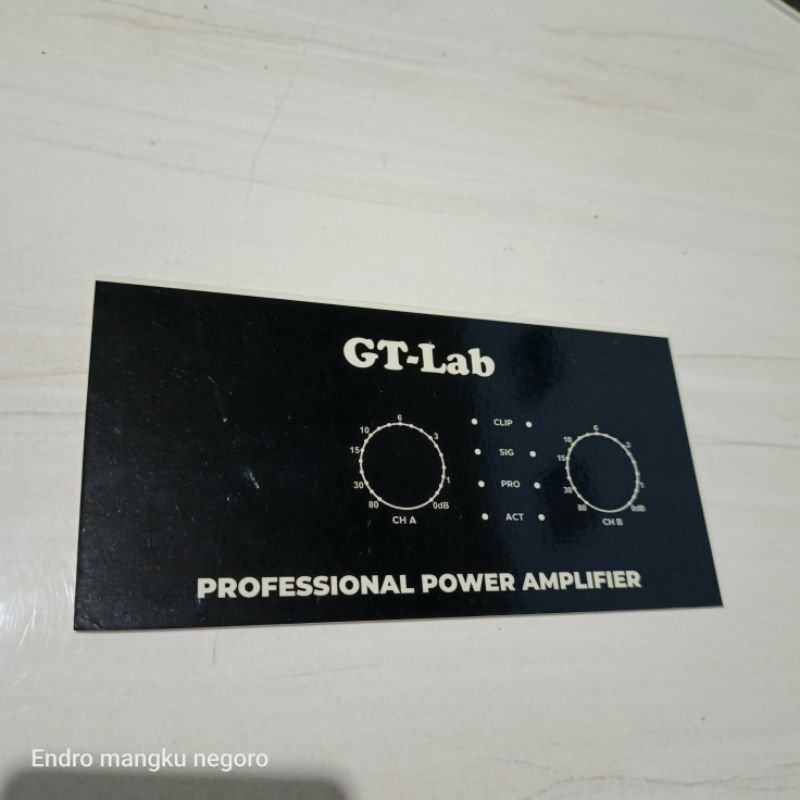 GT-Lab
6
10
3
15
1
30
80
0dB
CH A
CLIP
SIG
PRO
ACT
6
10
15
30
1
80
0dB
CH B
PROFESSIONAL POWER AMPLIFIER
Endro mangku negoro